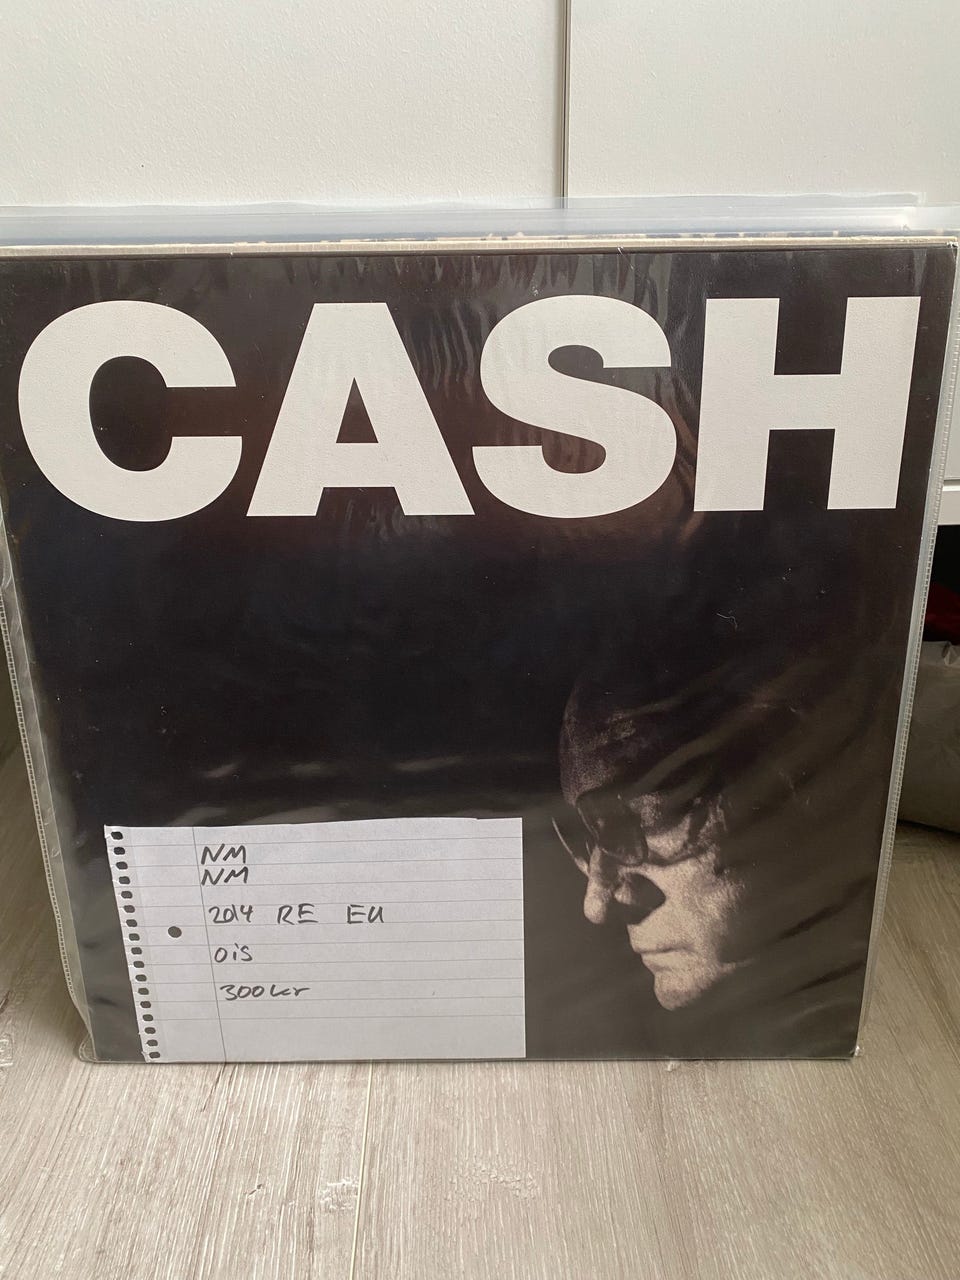 CASH
NM
NM
2014 RE EU
OiS
300kr